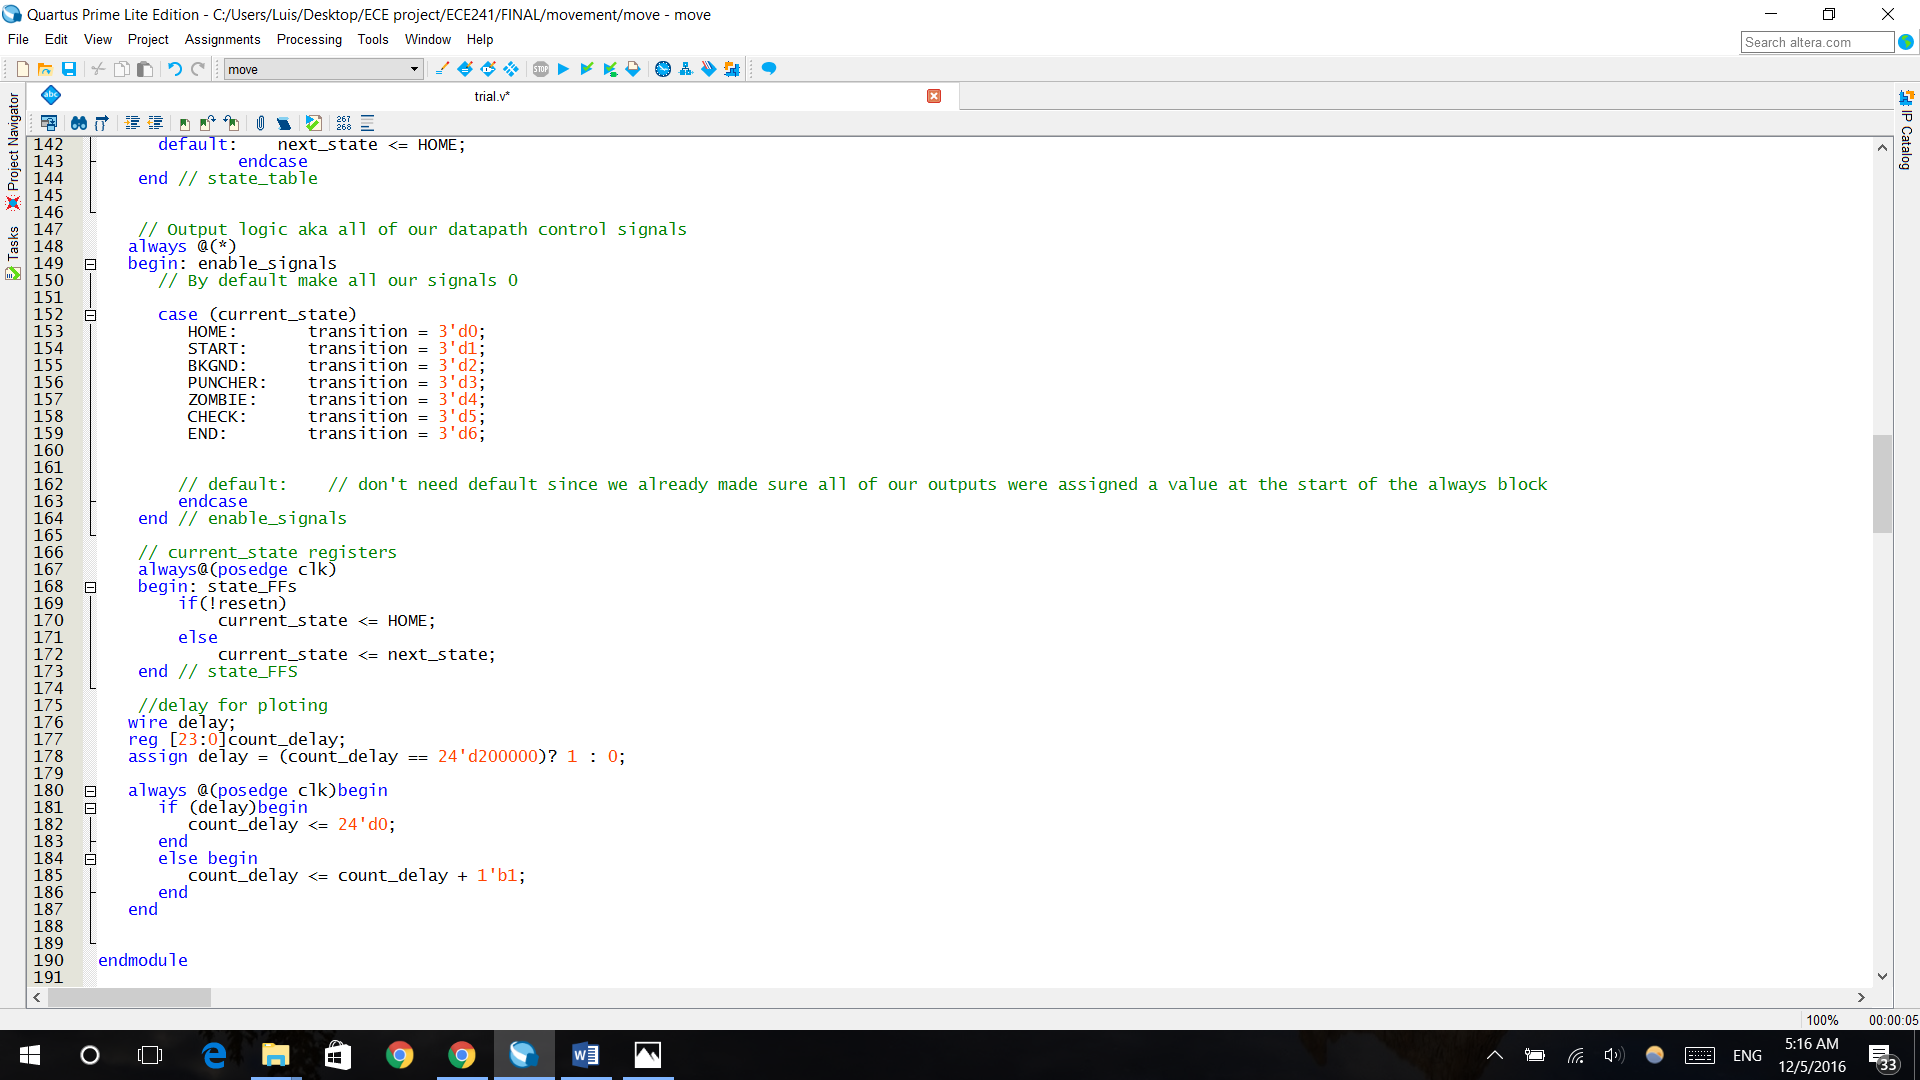 Quartus Prime Lite Edition - C:/Users/Luis/Desktop/ECE project/ECE241/FINAL/movement/move - move
File Edit View Project Assignments Processing Tools Window Help
Search altera.com
move
trial.v*
Project Navigator
Tasks
IP Catalog
267
268
142 default: next_state <= HOME;
143 endcase
144 end // state_table
145
146
147 // Output logic aka all of our datapath control signals
148 always @(*)
149 begin: enable_signals
150 // By default make all our signals 0
151
152 case (current_state)
153 HOME: transition = 3'd0;
154 START: transition = 3'd1;
155 BKGND: transition = 3'd2;
156 PUNCHER: transition = 3'd3;
157 ZOMBIE: transition = 3'd4;
158 CHECK: transition = 3'd5;
159 END: transition = 3'd6;
160
161
162 // default: // don't need default since we already made sure all of our outputs were assigned a value at the start of the always block
163 endcase
164 end // enable_signals
165
166 // current_state registers
167 always@(posedge clk)
168 begin: state_FFs
169 if(!resetn)
170 current_state <= HOME;
171 else
172 current_state <= next_state;
173 end // state_FFS
174
175 //delay for ploting
176 wire delay;
177 reg [23:0]count_delay;
178 assign delay = (count_delay == 24'd200000)? 1 : 0;
179
180 always @(posedge clk)begin
181 if (delay)begin
182 count_delay <= 24'd0;
183 end
184 else begin
185 count_delay <= count_delay + 1'b1;
186 end
187 end
188
189
190 endmodule
191
100% 00:00:05
ENG
5:16 AM
12/5/2016
33